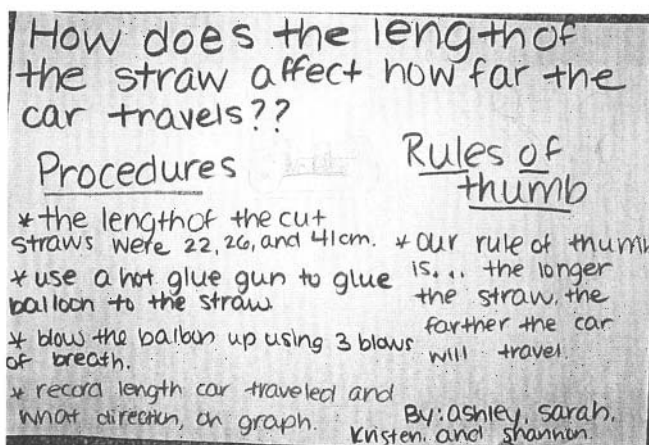 How does the length of
the straw affect how far the
car travels??
Procedures
* the length of the cut
straws were 22, 26, and 41cm.
* use a hot glue gun to glue
balloon to the straw
* blow the balloon up using 3 blows
of breath.
* record length car traveled and
what direction, on graph.
Rules of
thumb
* our rule of thumb
is... the longer
the straw, the
farther the car
will travel
By: ashley, sarah,
Kristen, and shannon